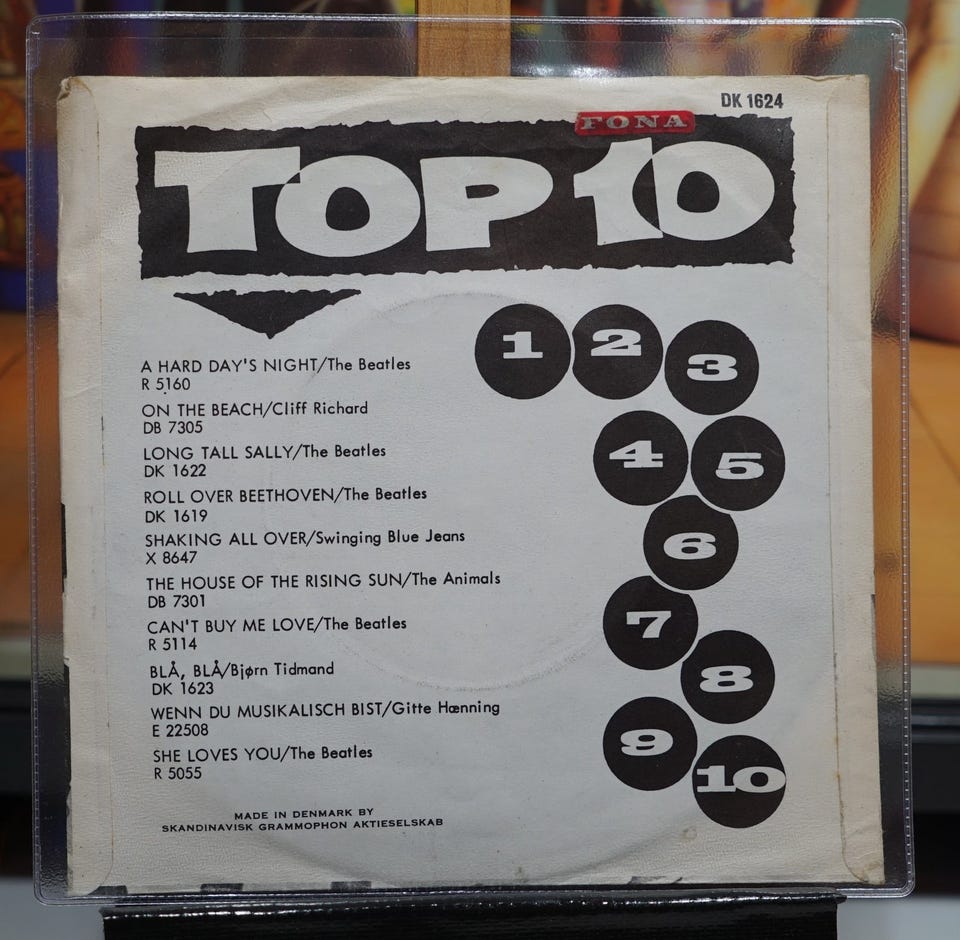 DK 1624
FONA
TOP 10
1 2 3
A HARD DAY'S NIGHT/The Beatles
R 5160
ON THE BEACH/Cliff Richard
DB 7305
4 5
LONG TALL SALLY/The Beatles
DK 1622
ROLL OVER BEETHOVEN/The Beatles
DK 1619
6
SHAKING ALL OVER/Swinging Blue Jeans
X 8647
THE HOUSE OF THE RISING SUN/The Animals
DB 7301
7
CAN'T BUY ME LOVE/The Beatles
R 5114
8
BLÅ, BLÅ/Bjørn Tidmand
DK 1623
WENN DU MUSIKALISCH BIST/Gitte Hænning
E 22508
9
SHE LOVES YOU/The Beatles
R 5055
10
MADE IN DENMARK BY
SKANDINAVISK GRAMMOPHON AKTIESELSKAB